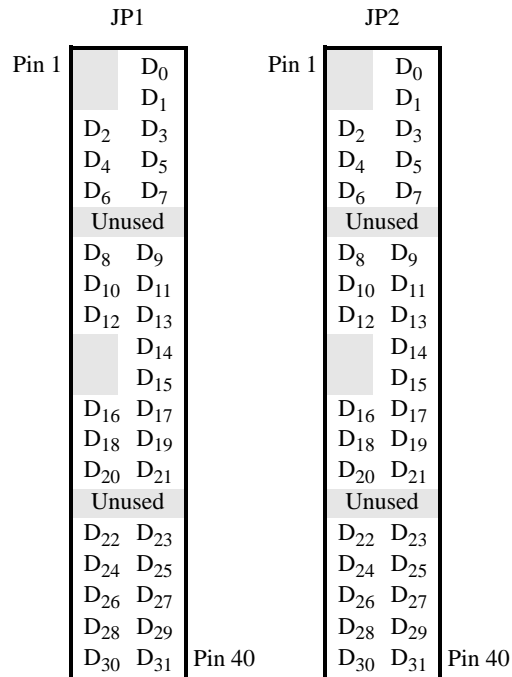 JP1 JP2
Pin 1 D₀ Pin 1 D₀
D₁ D₁
D₂ D₃ D₂ D₃
D₄ D₅ D₄ D₅
D₆ D₇ D₆ D₇
Unused Unused
D₈ D₉ D₈ D₉
D₁₀ D₁₁ D₁₀ D₁₁
D₁₂ D₁₃ D₁₂ D₁₃
D₁₄ D₁₄
D₁₅ D₁₅
D₁₆ D₁₇ D₁₆ D₁₇
D₁₈ D₁₉ D₁₈ D₁₉
D₂₀ D₂₁ D₂₀ D₂₁
Unused Unused
D₂₂ D₂₃ D₂₂ D₂₃
D₂₄ D₂₅ D₂₄ D₂₅
D₂₆ D₂₇ D₂₆ D₂₇
D₂₈ D₂₉ D₂₈ D₂₉
D₃₀ D₃₁ Pin 40 D₃₀ D₃₁ Pin 40